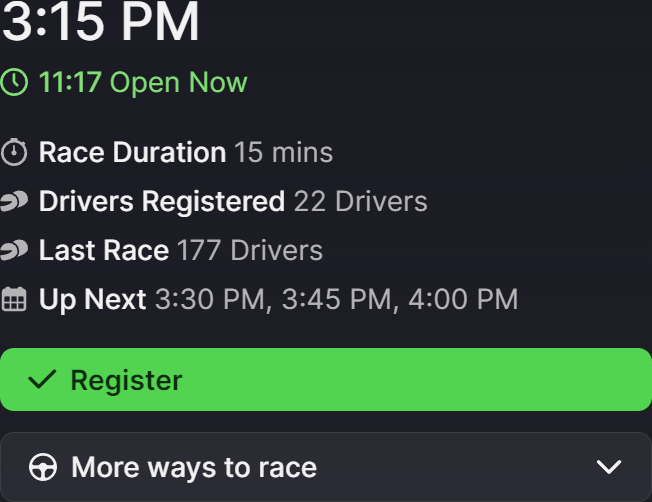 3:15 PM
11:17 Open Now
Race Duration 15 mins
Drivers Registered 22 Drivers
Last Race 177 Drivers
Up Next 3:30 PM, 3:45 PM, 4:00 PM
Register
More ways to race